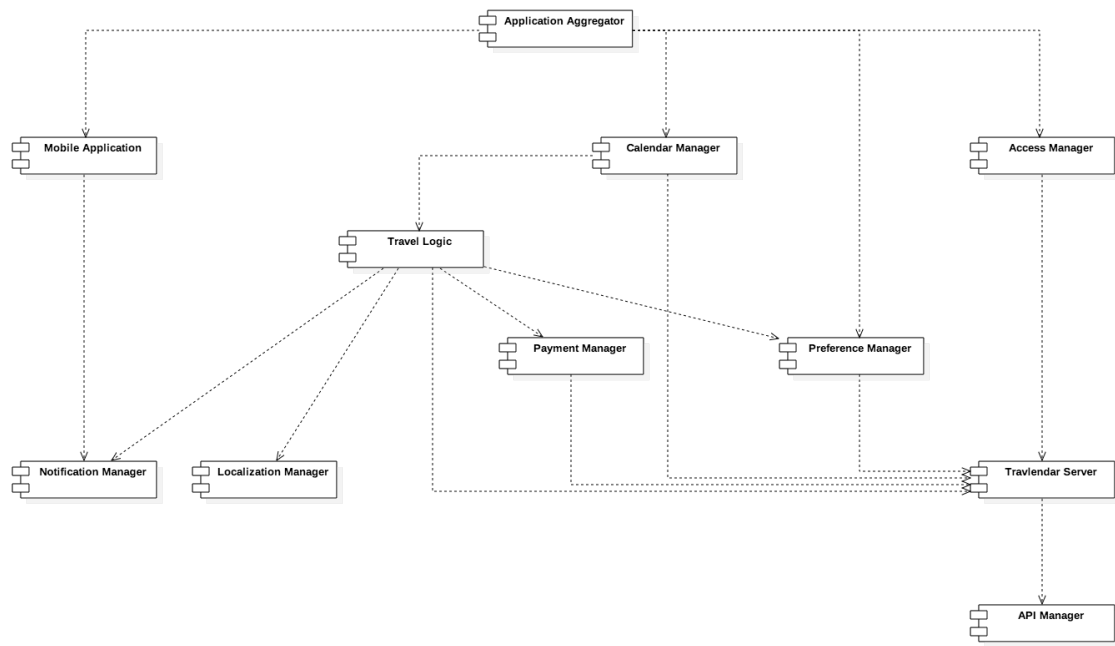 Application Aggregator
Mobile Application
Calendar Manager
Access Manager
Travel Logic
Payment Manager
Preference Manager
Notification Manager
Localization Manager
Travlendar Server
API Manager